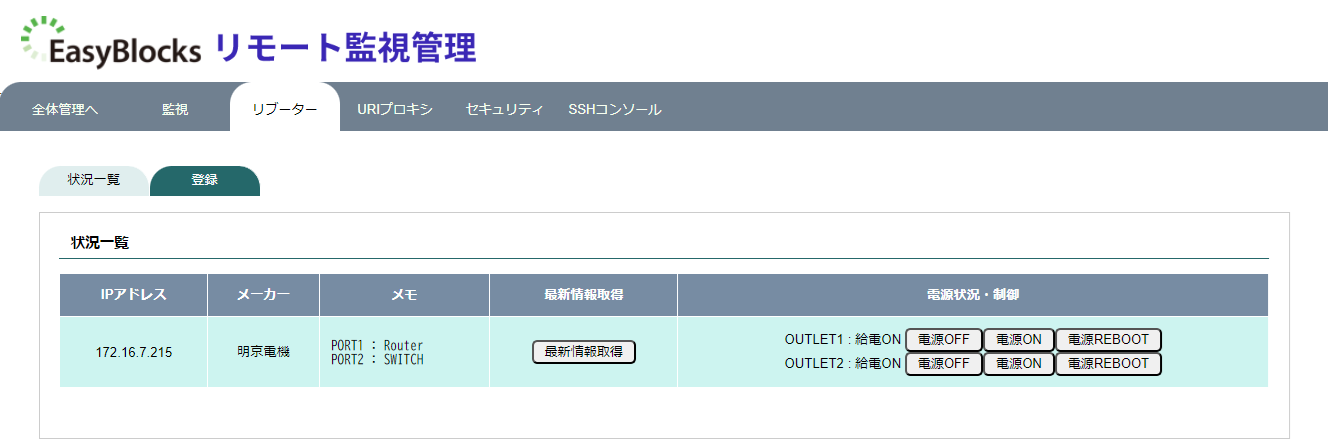 EasyBlocks リモート監視管理
全体管理へ 監視 リブーター URIプロキシ セキュリティ SSHコンソール
状況一覧 登録
状況一覧
IPアドレス メーカー メモ 最新情報取得 電源状況・制御
172.16.7.215 明京電機 PORT1 : Router
PORT2 : SWITCH
最新情報取得
OUTLET1 : 給電ON 電源OFF 電源ON 電源REBOOT
OUTLET2 : 給電ON 電源OFF 電源ON 電源REBOOT